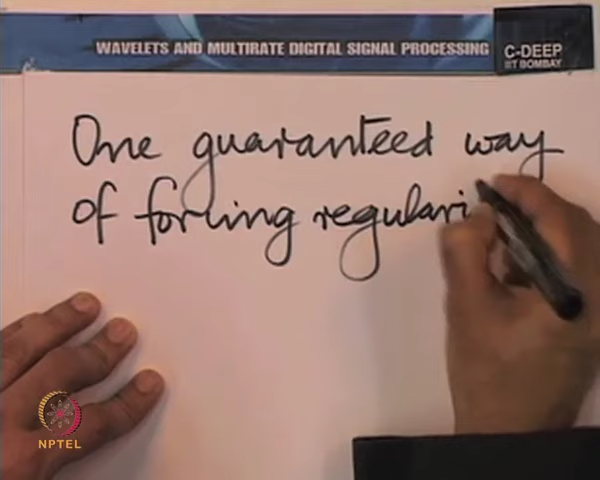 WAVELETS AND MULTIRATE DIGITAL SIGNAL PROCESSING
C-DEEP
IIT BOMBAY
One guaranteed way
of forcing regulari
NPTEL